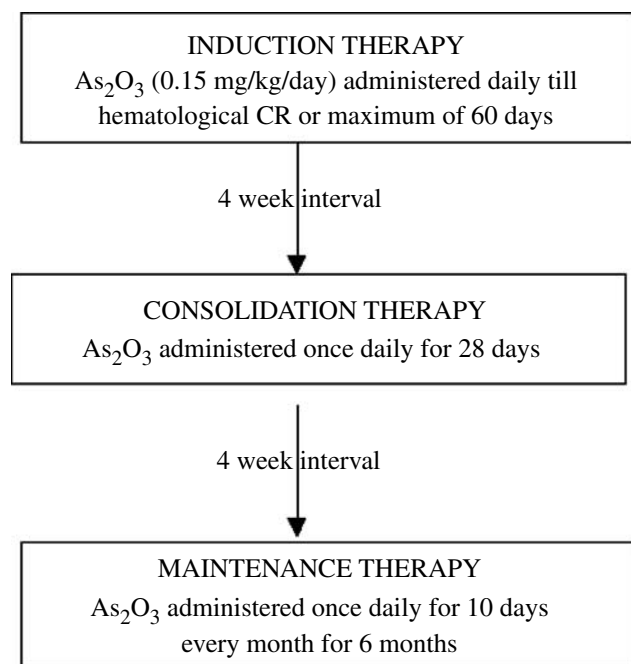 INDUCTION THERAPY
As₂O₃ (0.15 mg/kg/day) administered daily till
hematological CR or maximum of 60 days
4 week interval
CONSOLIDATION THERAPY
As₂O₃ administered once daily for 28 days
4 week interval
MAINTENANCE THERAPY
As₂O₃ administered once daily for 10 days
every month for 6 months